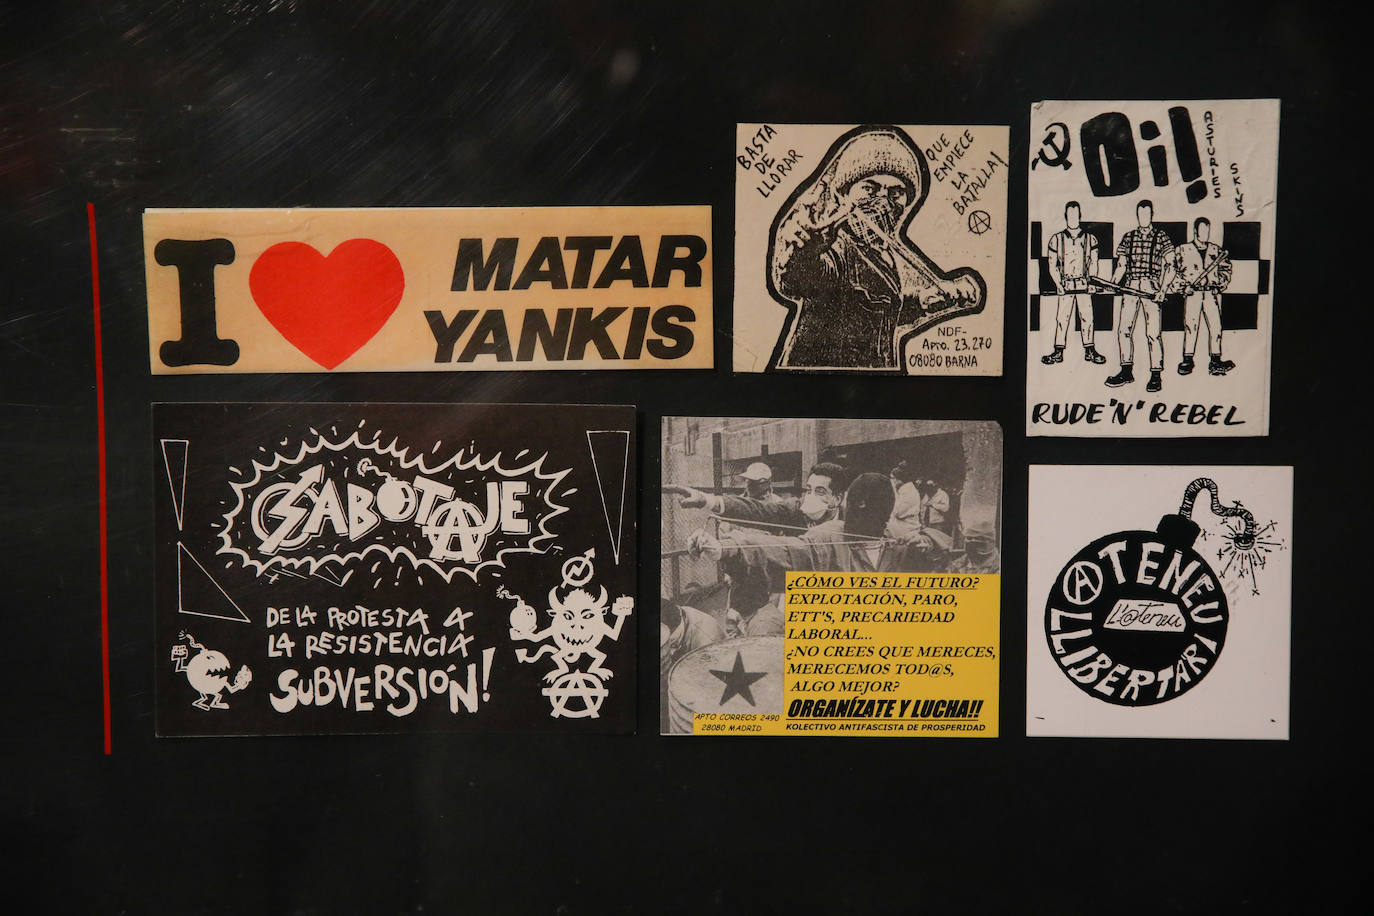 I ❤ MATAR
YANKIS
BASTA
DE
LLORAR
QUE
EMPIECE
LA
BATALLA!
NDF-
APTO. 23.270
08080 BARNA
Oi!
ASTURIES
SKINS
RUDE "N" REBEL
SABOTAJE
DE LA PROTESTA A
LA RESISTENCIA
SUBVERSIÓN!
¿CÓMO VES EL FUTURO?
EXPLOTACIÓN, PARO,
ETT'S, PRECARIEDAD
LABORAL...
¿NO CREES QUE MERECES,
MERECEMOS TOD@S,
ALGO MEJOR?
ORGANÍZATE Y LUCHA!!
KOLECTIVO ANTIFASCISTA DE PROSPERIDAD
APTO CORREOS 2490
28080 MADRID
ATENEU
L'@teneu
LLIBERTARI